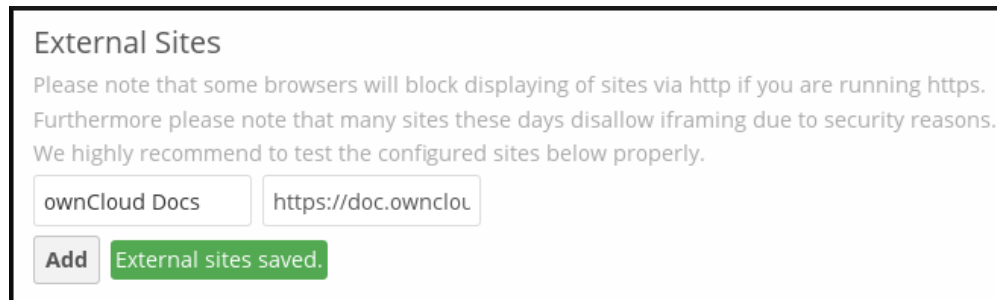 External Sites
Please note that some browsers will block displaying of sites via http if you are running https.
Furthermore please note that many sites these days disallow iframing due to security reasons.
We highly recommend to test the configured sites below properly.
ownCloud Docs https://doc.ownclou
Add External sites saved.